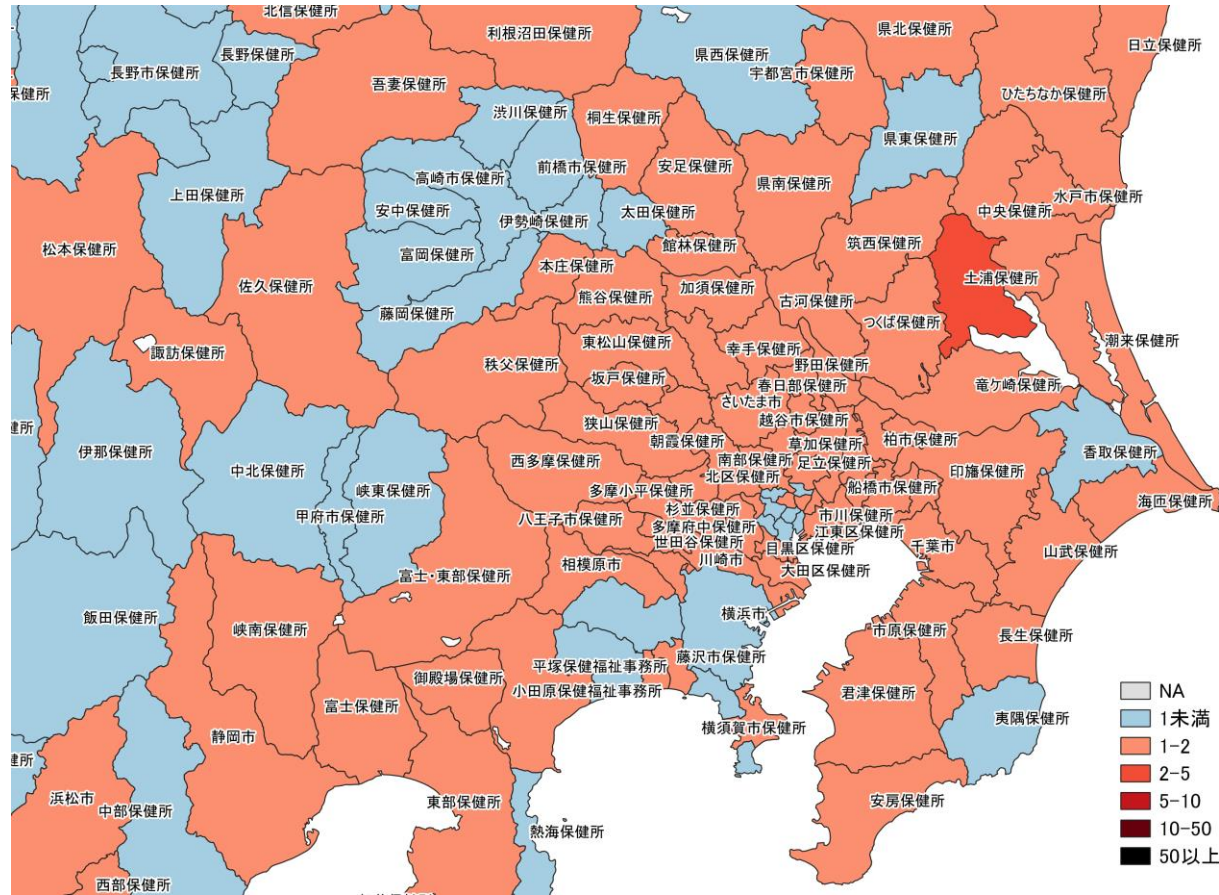 北信保健所
利根沼田保健所
県北保健所
日立保健所
長野保健所
長野市保健所
県西保健所
宇都宮市保健所
保健所
吾妻保健所
ひたちなか保健所
渋川保健所
桐生保健所
県東保健所
前橋市保健所
安足保健所
高崎市保健所
県南保健所
上田保健所
水戸市保健所
安中保健所
太田保健所
中央保健所
伊勢崎保健所
松本保健所
富岡保健所
館林保健所
筑西保健所
本庄保健所
土浦保健所
佐久保健所
熊谷保健所
加須保健所
古河保健所
藤岡保健所
つくば保健所
東松山保健所
幸手保健所
潮来保健所
諏訪保健所
秩父保健所
野田保健所
坂戸保健所
春日部保健所
竜ケ崎保健所
さいたま市
狭山保健所
越谷市保健所
健所
朝霞保健所
草加保健所
柏市保健所
伊那保健所
香取保健所
中北保健所
西多摩保健所
南部保健所
足立保健所
峡東保健所
北区保健所
印旛保健所
多摩小平保健所
船橋市保健所
海匝保健所
甲府市保健所
八王子市保健所
杉並保健所
市川保健所
多摩府中保健所
江東区保健所
世田谷保健所
目黒区保健所
千葉市
山武保健所
川崎市
相模原市
大田区保健所
富士・東部保健所
飯田保健所
横浜市
峡南保健所
市原保健所
長生保健所
藤沢市保健所
平塚保健福祉事務所
御殿場保健所
小田原保健福祉事務所
君津保健所
富士保健所
夷隅保健所
静岡市
横須賀市保健所
健所
浜松市
中部保健所
東部保健所
安房保健所
熱海保健所
西部保健所
NA
1未満
1-2
2-5
5-10
10-50
50以上